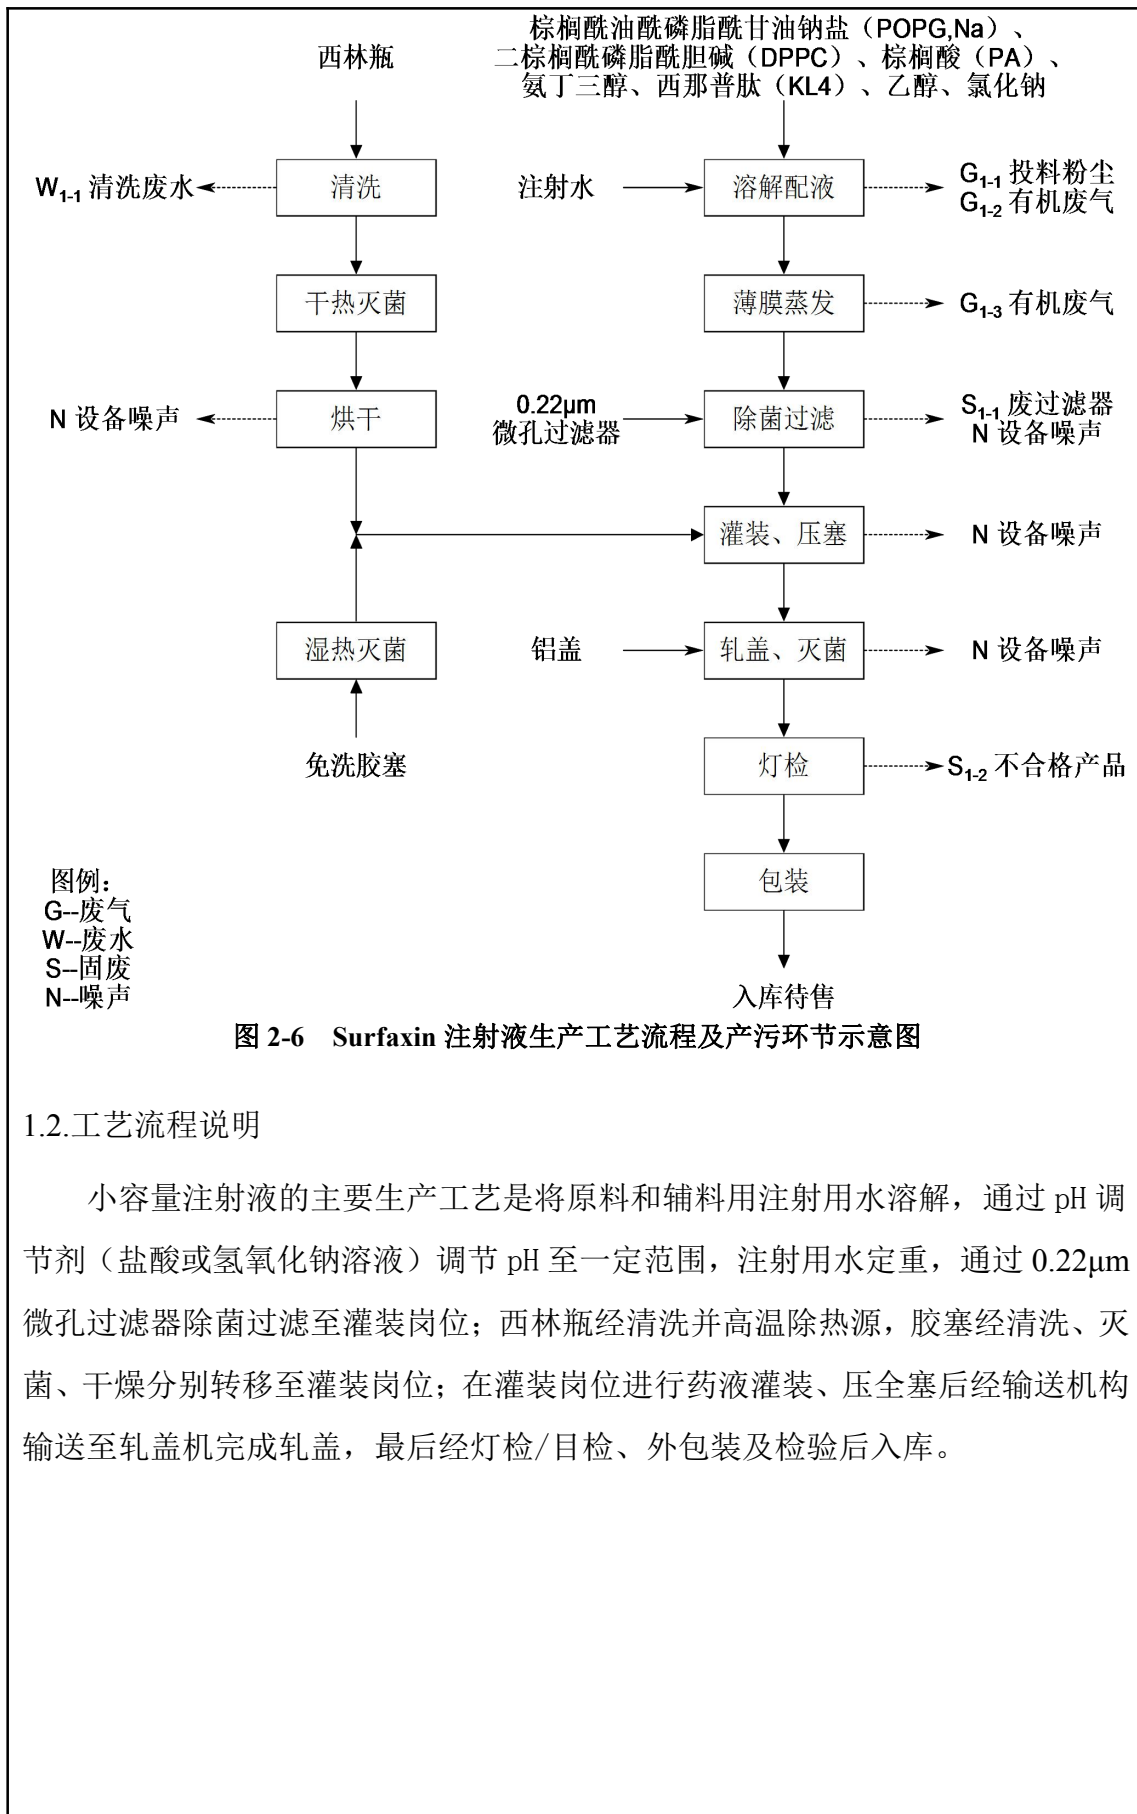 棕榈酰油酰磷脂酰甘油钠盐（POPG,Na）、
二棕榈酰磷脂酰胆碱（DPPC）、棕榈酸（PA）、
氨丁三醇、西那普肽（KL4）、乙醇、氯化钠
西林瓶
W1-1 清洗废水
清洗
注射水
溶解配液
G1-1 投料粉尘
G1-2 有机废气
干热灭菌
薄膜蒸发
G1-3 有机废气
N 设备噪声
烘干
0.22μm
微孔过滤器
除菌过滤
S1-1 废过滤器
N 设备噪声
灌装、压塞
N 设备噪声
湿热灭菌
铝盖
轧盖、灭菌
N 设备噪声
免洗胶塞
灯检
S1-2 不合格产品
包装
入库待售
图例：
G--废气
W--废水
S--固废
N--噪声
图 2-6 Surfaxin 注射液生产工艺流程及产污环节示意图
1.2.工艺流程说明
小容量注射液的主要生产工艺是将原料和辅料用注射用水溶解，通过 pH 调
节剂（盐酸或氢氧化钠溶液）调节 pH 至一定范围，注射用水定重，通过 0.22μm
微孔过滤器除菌过滤至灌装岗位；西林瓶经清洗并高温除热源，胶塞经清洗、灭
菌、干燥分别转移至灌装岗位；在灌装岗位进行药液灌装、压全塞后经输送机构
输送至轧盖机完成轧盖，最后经灯检/目检、外包装及检验后入库。